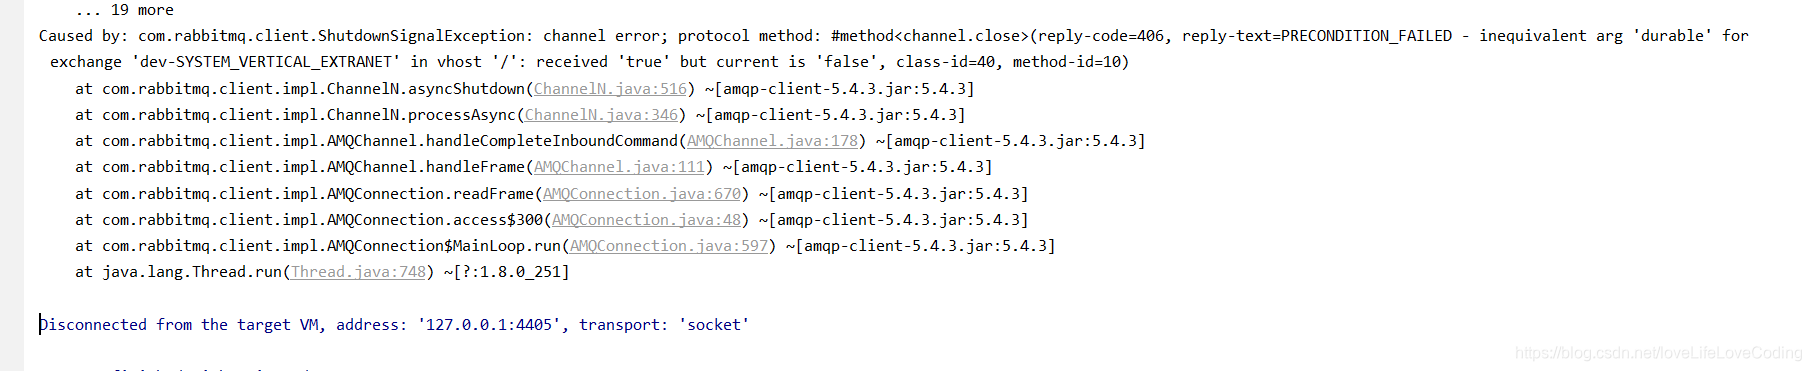 ... 19 more
Caused by: com.rabbitmq.client.ShutdownSignalException: channel error; protocol method: #method<channel.close>(reply-code=406, reply-text=PRECONDITION_FAILED - inequivalent arg 'durable' for
exchange 'dev-SYSTEM_VERTICAL_EXTRANET' in vhost '/': received 'true' but current is 'false', class-id=40, method-id=10)
at com.rabbitmq.client.impl.ChannelN.asyncShutdown(ChannelN.java:516) ~[amqp-client-5.4.3.jar:5.4.3]
at com.rabbitmq.client.impl.ChannelN.processAsync(ChannelN.java:346) ~[amqp-client-5.4.3.jar:5.4.3]
at com.rabbitmq.client.impl.AMQChannel.handleCompleteInboundCommand(AMQChannel.java:178) ~[amqp-client-5.4.3.jar:5.4.3]
at com.rabbitmq.client.impl.AMQChannel.handleFrame(AMQChannel.java:111) ~[amqp-client-5.4.3.jar:5.4.3]
at com.rabbitmq.client.impl.AMQConnection.readFrame(AMQConnection.java:670) ~[amqp-client-5.4.3.jar:5.4.3]
at com.rabbitmq.client.impl.AMQConnection.access$300(AMQConnection.java:48) ~[amqp-client-5.4.3.jar:5.4.3]
at com.rabbitmq.client.impl.AMQConnection$MainLoop.run(AMQConnection.java:597) ~[amqp-client-5.4.3.jar:5.4.3]
at java.lang.Thread.run(Thread.java:748) ~[?:1.8.0_251]
Disconnected from the target VM, address: '127.0.0.1:4405', transport: 'socket'
https://blog.csdn.net/loveLifeLoveCoding